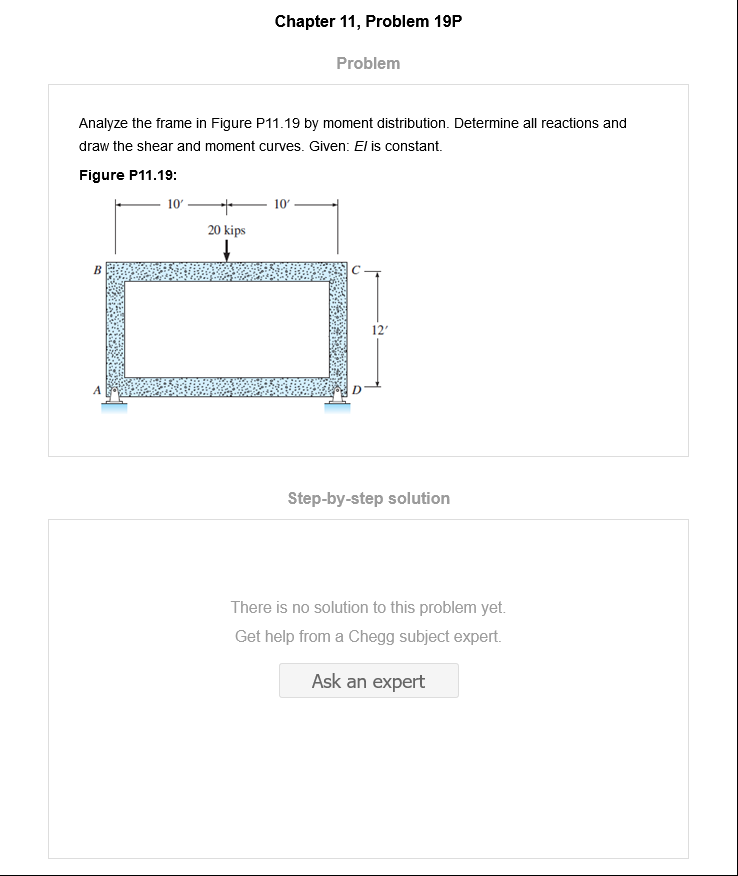 Chapter 11, Problem 19P
Problem
Analyze the frame in Figure P11.19 by moment distribution. Determine all reactions and
draw the shear and moment curves. Given: EI is constant.
Figure P11.19:
10′ 10′
20 kips
B C
12′
A D
Step-by-step solution
There is no solution to this problem yet.
Get help from a Chegg subject expert.
Ask an expert